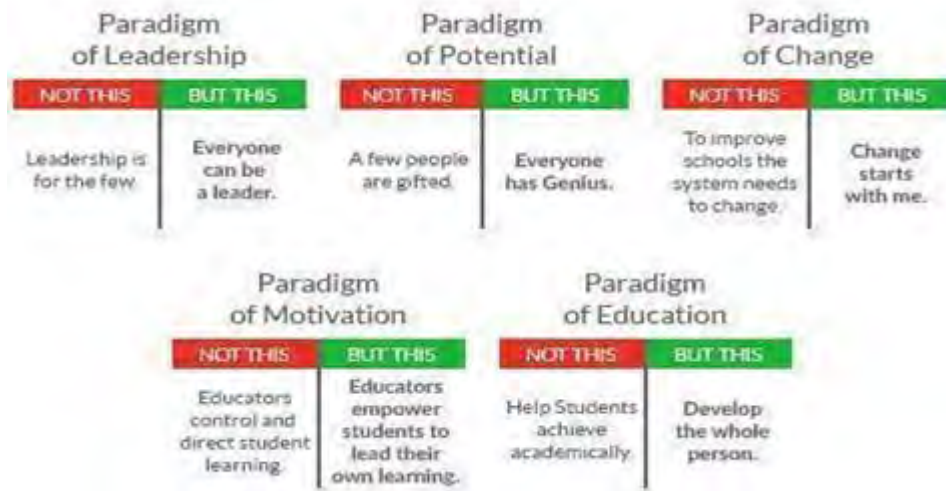 Paradigm
of Leadership
NOT THIS
BUT THIS
Leadership is
for the few.
Everyone
can be
a leader.
Paradigm
of Potential
NOT THIS
BUT THIS
A few people
are gifted.
Everyone
has Genius.
Paradigm
of Change
NOT THIS
BUT THIS
To improve
schools the
system needs
to change.
Change
starts
with me.
Paradigm
of Motivation
NOT THIS
BUT THIS
Educators
control and
direct student
learning.
Educators
empower
students to
lead their
own learning.
Paradigm
of Education
NOT THIS
BUT THIS
Help Students
achieve
academically.
Develop
the whole
person.